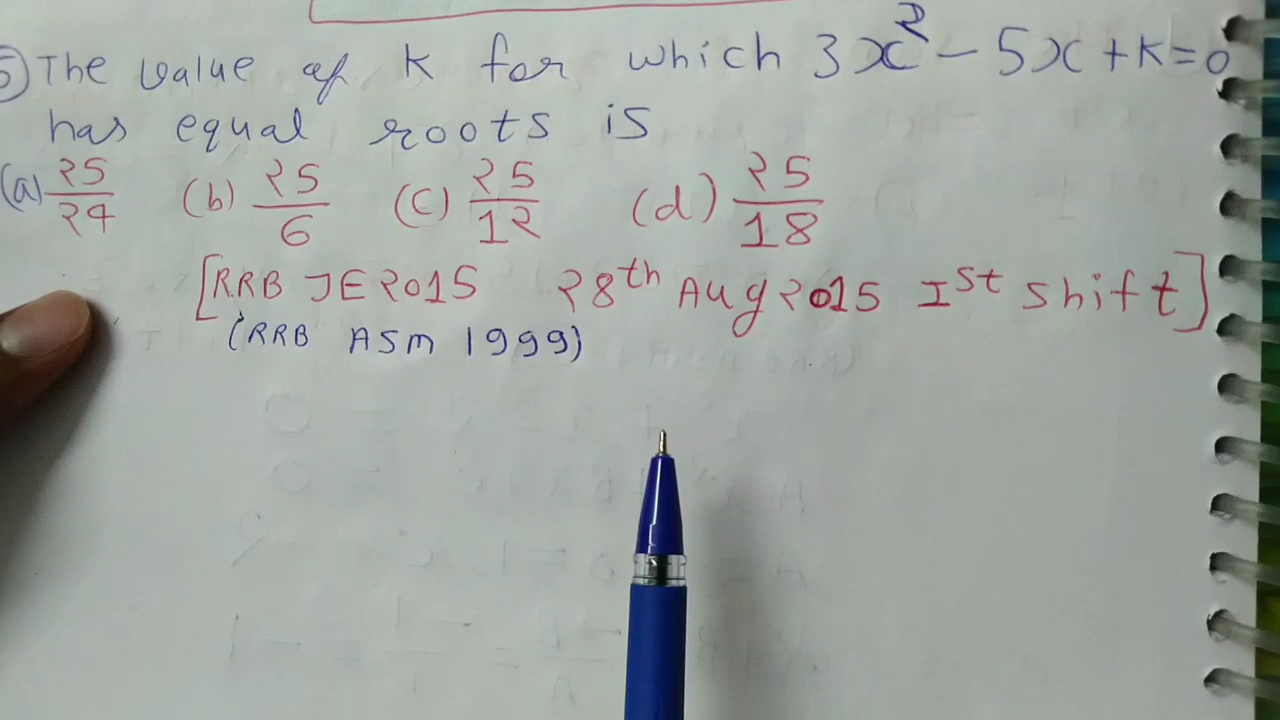 5) The value of K for which 3x² - 5x + K = 0
has equal roots is
(a) 25/24 (b) 25/6 (c) 25/12 (d) 25/18
[RRB JE 2015 28th Aug 2015 Ist shift]
(RRB ASM 1999)